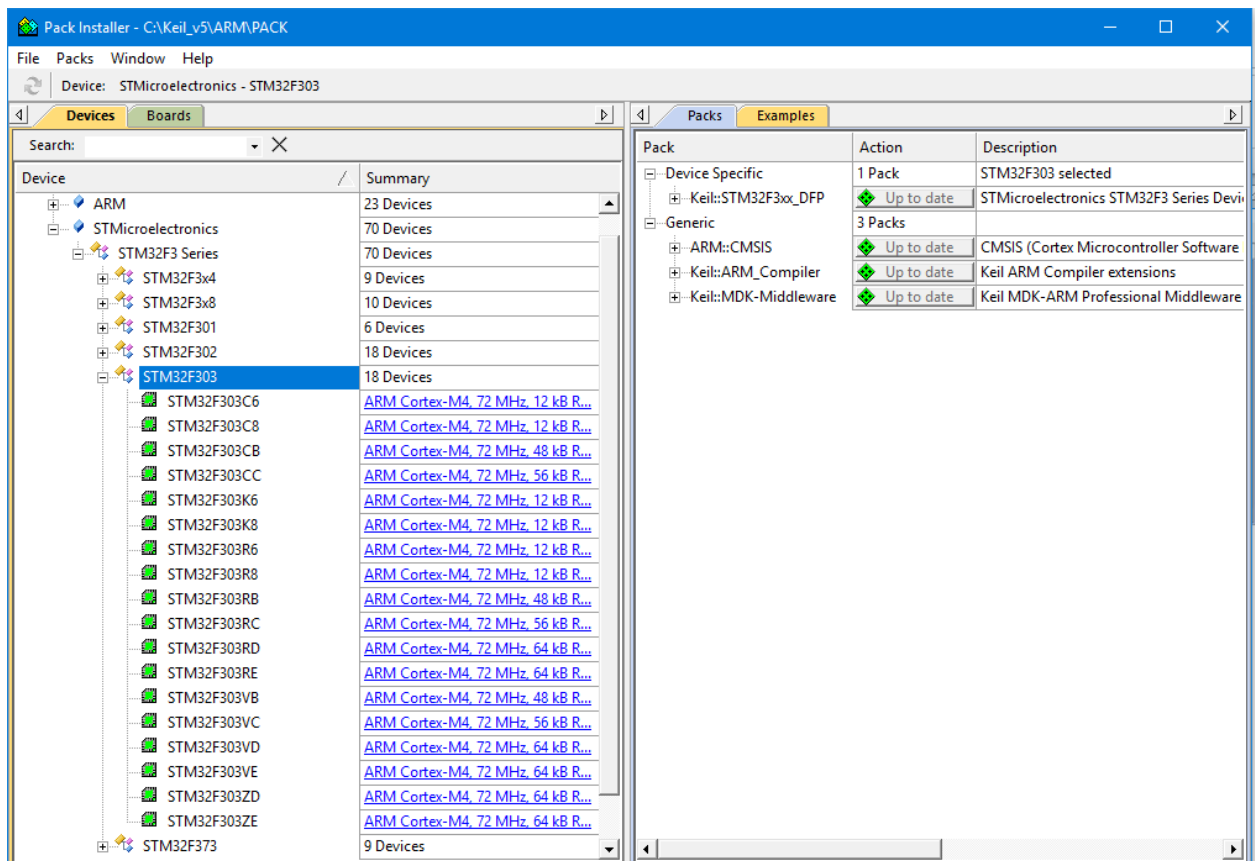 Pack Installer - C:\Keil_v5\ARM\PACK
File Packs Window Help
Device: STMicroelectronics - STM32F303
Devices Boards
Search:
Device Summary
ARM 23 Devices
STMicroelectronics 70 Devices
STM32F3 Series 70 Devices
STM32F3x4 9 Devices
STM32F3x8 10 Devices
STM32F301 6 Devices
STM32F302 18 Devices
STM32F303 18 Devices
STM32F303C6 ARM Cortex-M4, 72 MHz, 12 kB R...
STM32F303C8 ARM Cortex-M4, 72 MHz, 12 kB R...
STM32F303CB ARM Cortex-M4, 72 MHz, 48 kB R...
STM32F303CC ARM Cortex-M4, 72 MHz, 56 kB R...
STM32F303K6 ARM Cortex-M4, 72 MHz, 12 kB R...
STM32F303K8 ARM Cortex-M4, 72 MHz, 12 kB R...
STM32F303R6 ARM Cortex-M4, 72 MHz, 12 kB R...
STM32F303R8 ARM Cortex-M4, 72 MHz, 12 kB R...
STM32F303RB ARM Cortex-M4, 72 MHz, 48 kB R...
STM32F303RC ARM Cortex-M4, 72 MHz, 56 kB R...
STM32F303RD ARM Cortex-M4, 72 MHz, 64 kB R...
STM32F303RE ARM Cortex-M4, 72 MHz, 64 kB R...
STM32F303VB ARM Cortex-M4, 72 MHz, 48 kB R...
STM32F303VC ARM Cortex-M4, 72 MHz, 56 kB R...
STM32F303VD ARM Cortex-M4, 72 MHz, 64 kB R...
STM32F303VE ARM Cortex-M4, 72 MHz, 64 kB R...
STM32F303ZD ARM Cortex-M4, 72 MHz, 64 kB R...
STM32F303ZE ARM Cortex-M4, 72 MHz, 64 kB R...
STM32F373 9 Devices
Packs Examples
Pack Action Description
Device Specific 1 Pack STM32F303 selected
Keil::STM32F3xx_DFP Up to date STMicroelectronics STM32F3 Series Devi
Generic 3 Packs
ARM::CMSIS Up to date CMSIS (Cortex Microcontroller Software
Keil::ARM_Compiler Up to date Keil ARM Compiler extensions
Keil::MDK-Middleware Up to date Keil MDK-ARM Professional Middleware